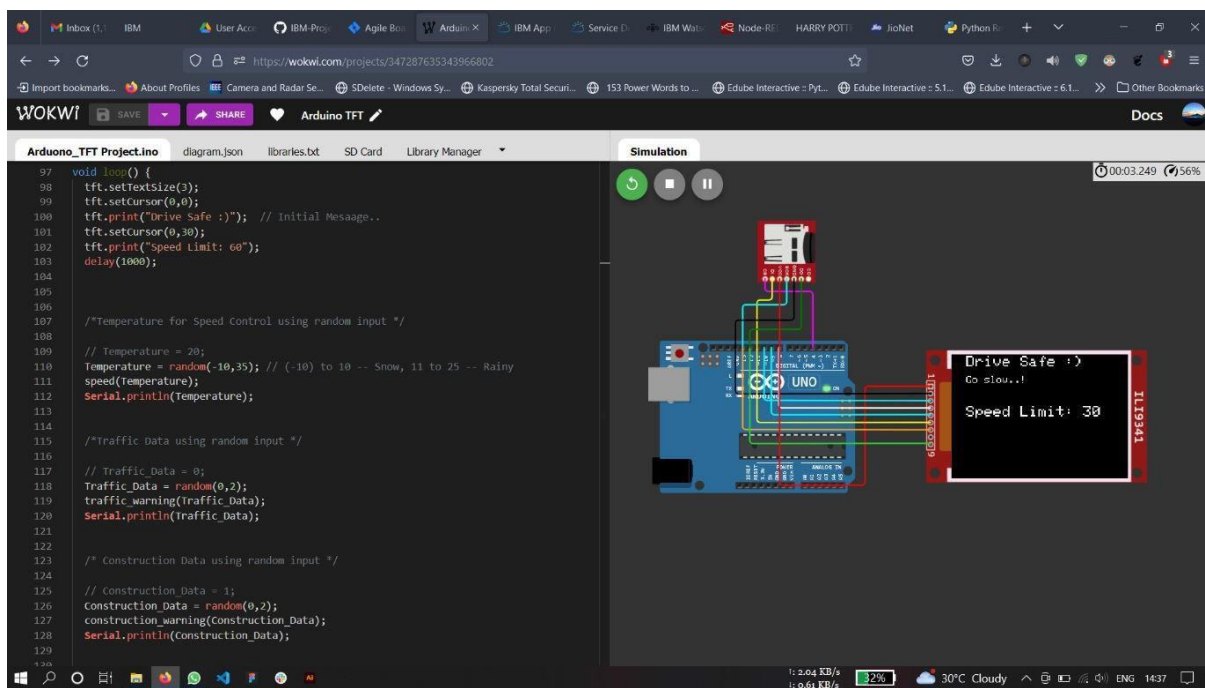 Inbox (1,
IBM
User Acce
IBM-Proje
Agile Boa
Arduin
IBM App
Service D
IBM Wats
Node-RE
HARRY POTT
JioNet
Python R
https://wokwi.com/projects/347287635343966802
Import bookmarks...
About Profiles
Camera and Radar Se...
SDelete - Windows Sy...
Kaspersky Total Securi...
153 Power Words to ...
Edube Interactive :: Pyt...
Edube Interactive :: 5.1...
Edube Interactive :: 6.1...
Other Bookmarks
WOKWI
SAVE
SHARE
Arduino TFT
Docs
Arduono_TFT Project.ino
diagram.json
libraries.txt
SD Card
Library Manager
Simulation
97 void loop() {
98 tft.setTextSize(3);
99 tft.setCursor(0,0);
100 tft.print("Drive Safe :)"); // Initial Mesaage..
101 tft.setCursor(0,30);
102 tft.print("Speed Limit: 60");
103 delay(1000);
104
105
106
107 /*Temperature for Speed Control using random input */
108
109 // Temperature = 20;
110 Temperature = random(-10,35); // (-10) to 10 -- Snow, 11 to 25 -- Rainy
111 speed(Temperature);
112 Serial.println(Temperature);
113
114
115 /*Traffic Data using random input */
116
117 // Traffic_Data = 0;
118 Traffic_Data = random(0,2);
119 traffic_warning(Traffic_Data);
120 Serial.println(Traffic_Data);
121
122
123 /* Construction Data using random input */
124
125 // Construction_Data = 1;
126 Construction_Data = random(0,2);
127 construction_warning(Construction_Data);
128 Serial.println(Construction_Data);
129
130
00:03.249 56%
DIGITAL (PWM ~)
UNO
ON
L
TX
RX
ARDUINO
POWER
ANALOG IN
Drive Safe :)
Go slow..!
Speed Limit: 30
ILI9341
2.04 KB/s
0.61 KB/s
32%
30°C Cloudy
ENG
14:37